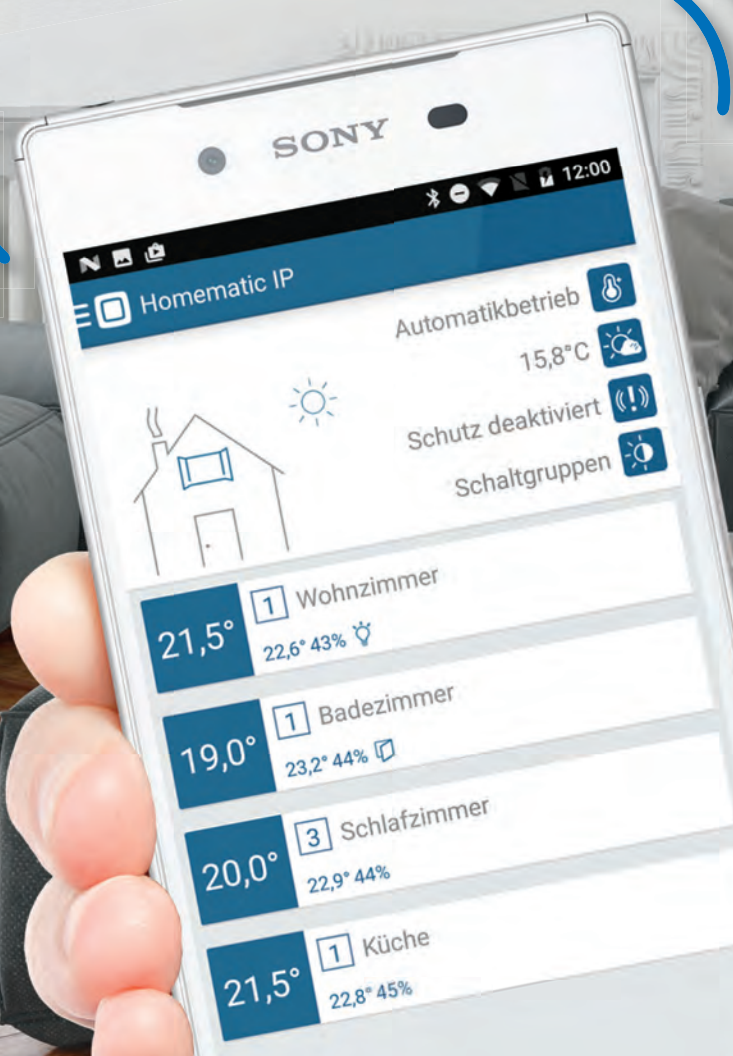 SONY
12:00
Homematic IP
Automatikbetrieb
15,8°C
Schutz deaktiviert
Schaltgruppen
21,5°
1 Wohnzimmer
22,6° 43%
19,0°
1 Badezimmer
23,2° 44%
20,0°
3 Schlafzimmer
22,9° 44%
21,5°
1 Küche
22,8° 45%